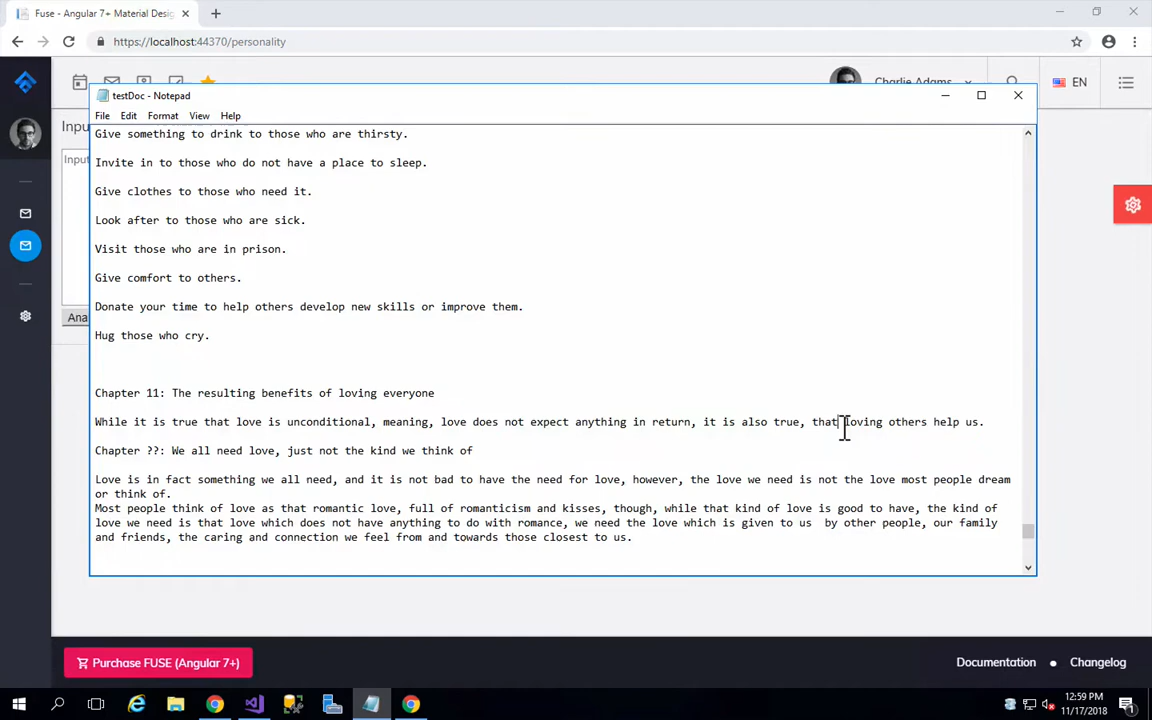 Fuse - Angular 7+ Material Desig
https://localhost:44370/personality
Charlie Adams
EN
testDoc - Notepad
File Edit Format View Help
Inpu
Input
Ana
Give something to drink to those who are thirsty.
Invite in to those who do not have a place to sleep.
Give clothes to those who need it.
Look after to those who are sick.
Visit those who are in prison.
Give comfort to others.
Donate your time to help others develop new skills or improve them.
Hug those who cry.
Chapter 11: The resulting benefits of loving everyone
While it is true that love is unconditional, meaning, love does not expect anything in return, it is also true, that loving others help us.
Chapter ??: We all need love, just not the kind we think of
Love is in fact something we all need, and it is not bad to have the need for love, however, the love we need is not the love most people dream
or think of.
Most people think of love as that romantic love, full of romanticism and kisses, though, while that kind of love is good to have, the kind of
love we need is that love which does not have anything to do with romance, we need the love which is given to us  by other people, our family
and friends, the caring and connection we feel from and towards those closest to us.
Purchase FUSE (Angular 7+)
Documentation
Changelog
12:59 PM
11/17/2018
1